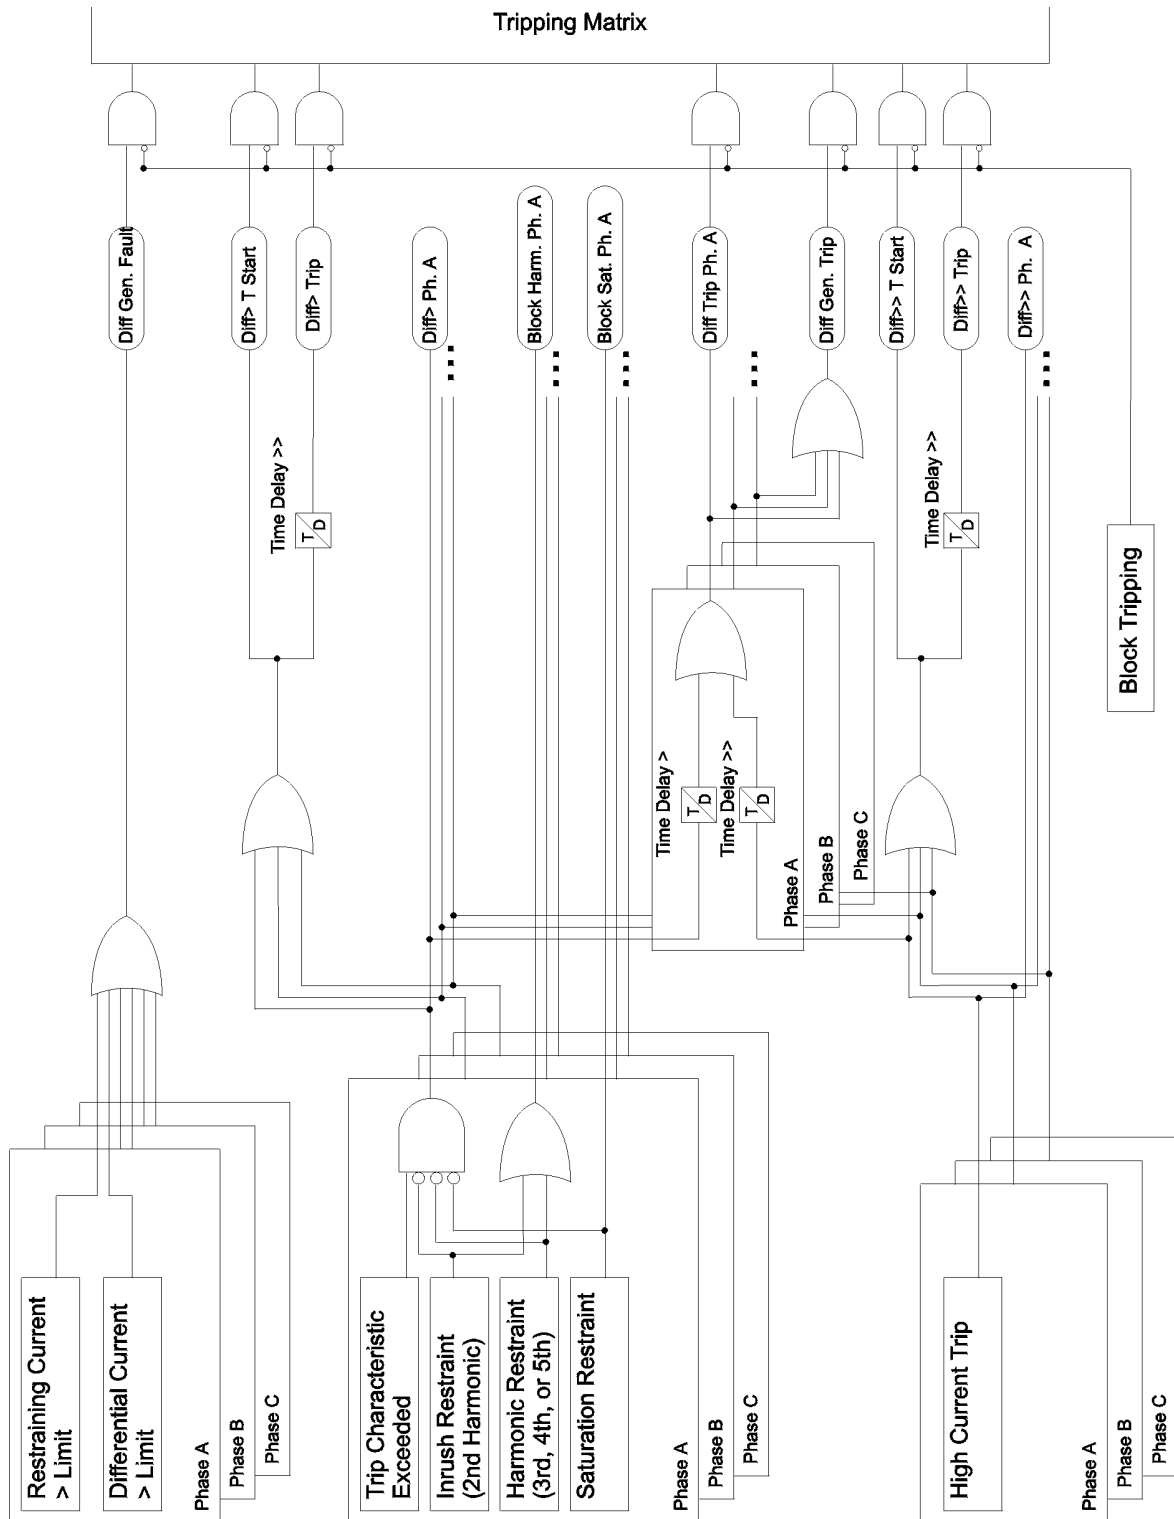 Tripping Matrix
Diff Gen. Fault
Diff> T Start
Diff> Trip
Diff> Ph. A
Block Harm. Ph. A
Block Sat. Ph. A
Diff Trip Ph. A
Diff Gen. Trip
Diff>> T Start
Diff>> Trip
Diff>> Ph. A
Time Delay >>
T
D
Time Delay >>
T
D
Time Delay >
T
D
Time Delay >>
T
D
Phase A
Phase B
Phase C
Block Tripping
Restraining Current
> Limit
Differential Current
> Limit
Phase A
Phase B
Phase C
Trip Characteristic
Exceeded
Inrush Restraint
(2nd Harmonic)
Harmonic Restraint
(3rd, 4th, or 5th)
Saturation Restraint
Phase A
Phase B
Phase C
High Current Trip
Phase A
Phase B
Phase C